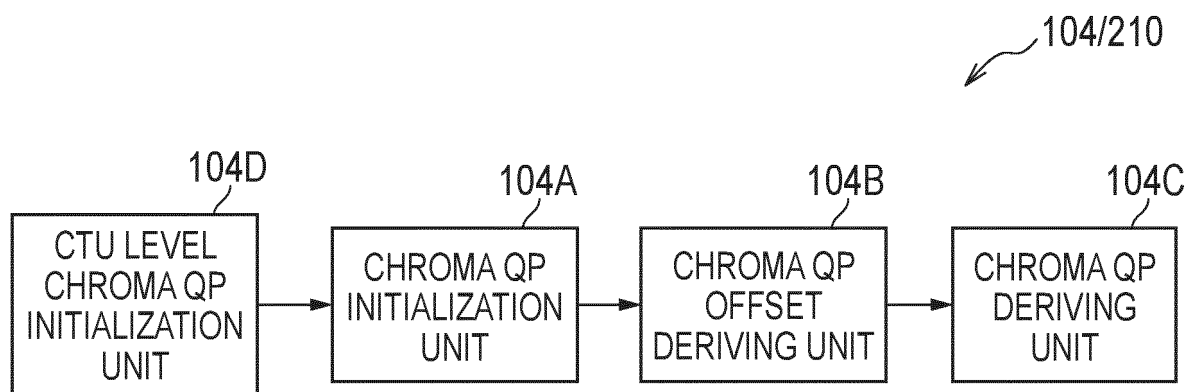 104/210
104D
104A
104B
104C
CTU LEVEL
CHROMA QP
INITIALIZATION
UNIT
CHROMA QP
INITIALIZATION
UNIT
CHROMA QP
OFFSET
DERIVING UNIT
CHROMA QP
DERIVING UNIT